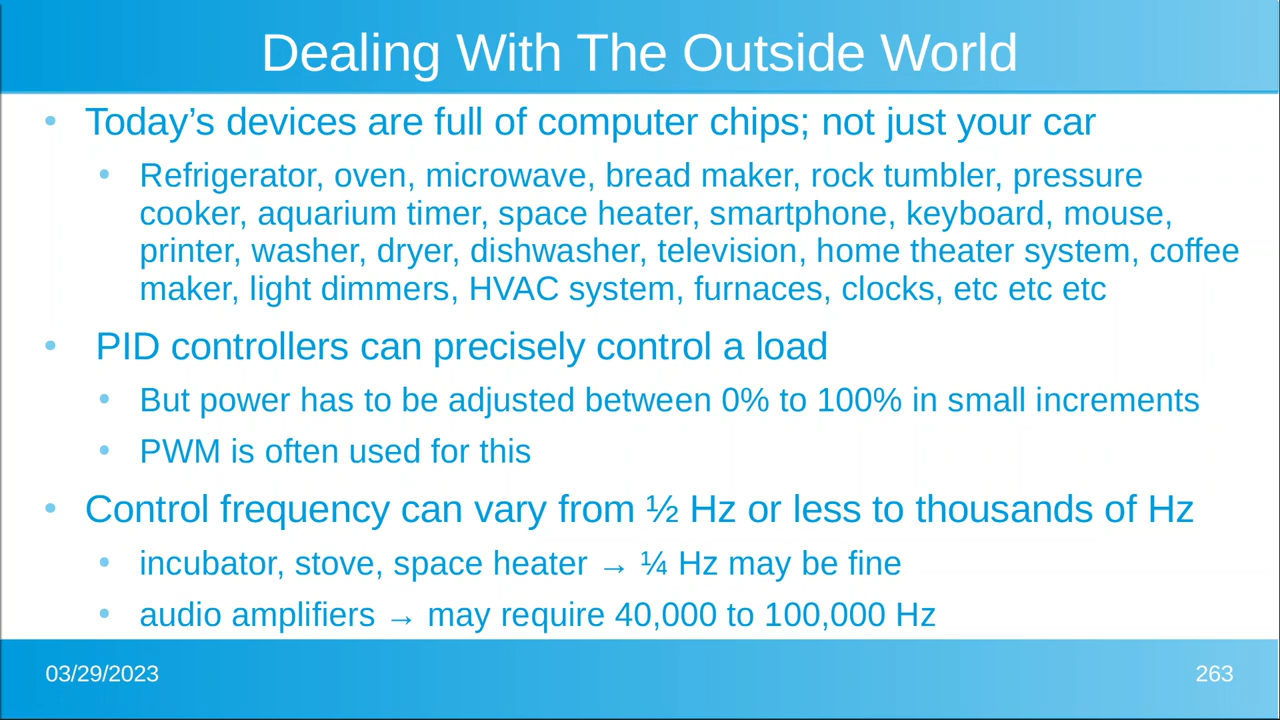 Dealing With The Outside World
• Today’s devices are full of computer chips; not just your car
• Refrigerator, oven, microwave, bread maker, rock tumbler, pressure
cooker, aquarium timer, space heater, smartphone, keyboard, mouse,
printer, washer, dryer, dishwasher, television, home theater system, coffee
maker, light dimmers, HVAC system, furnaces, clocks, etc etc etc
• PID controllers can precisely control a load
• But power has to be adjusted between 0% to 100% in small increments
• PWM is often used for this
• Control frequency can vary from ½ Hz or less to thousands of Hz
• incubator, stove, space heater → ¼ Hz may be fine
• audio amplifiers → may require 40,000 to 100,000 Hz
03/29/2023
263